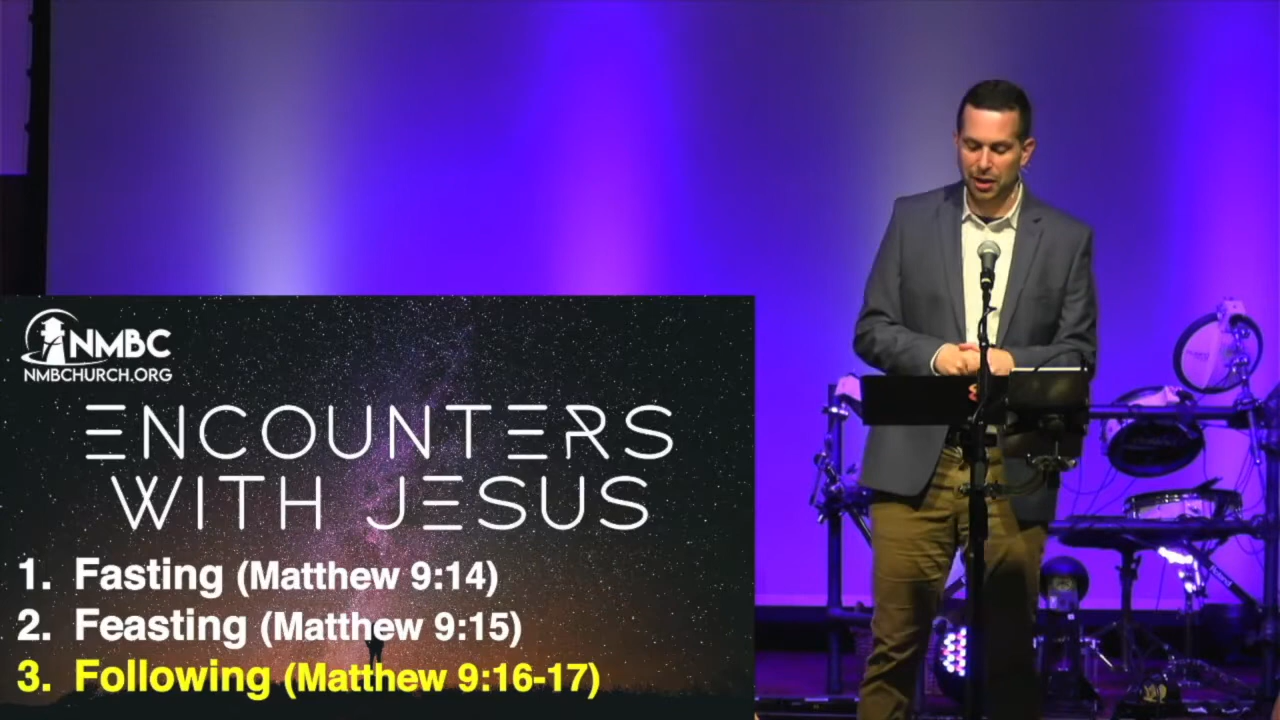 NMBC
NMBCHURCH.ORG
ENCOUNTERS
WITH JESUS
1. Fasting (Matthew 9:14)
2. Feasting (Matthew 9:15)
3. Following (Matthew 9:16-17)
Roland